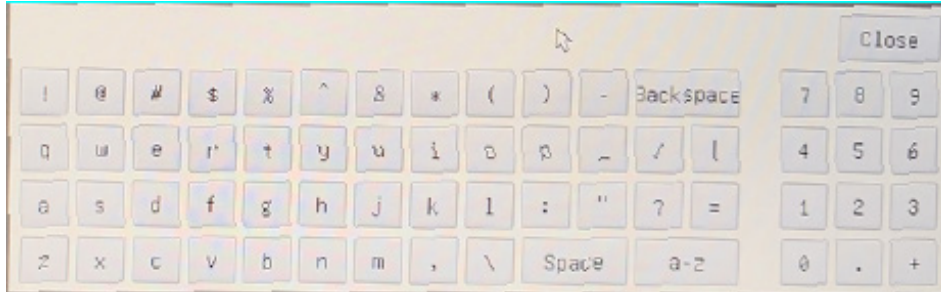 Close
! @ # $ % ^ & * ( ) - Backspace 7 8 9
q w e r t y u i o p _ / l 4 5 6
a s d f g h j k l : " ? = 1 2 3
z x c v b n m , \ Space a-z 0 . +